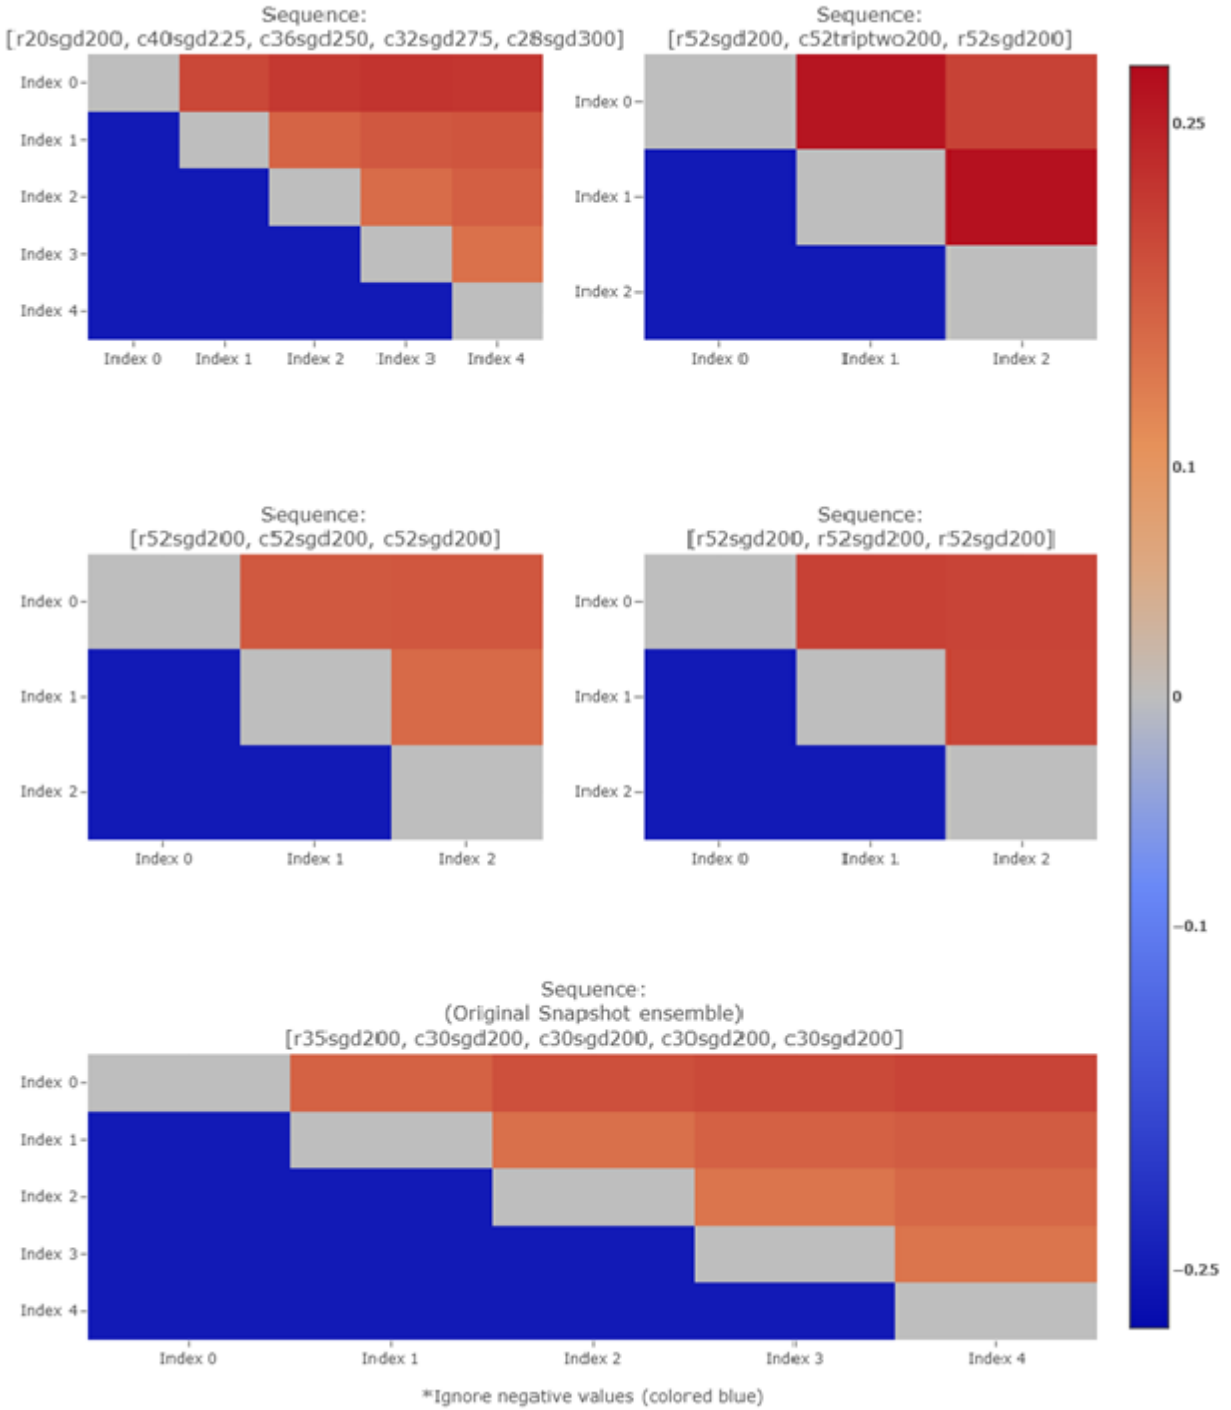 Sequence:
[r20sgd200, c40sgd225, c36sgd250, c32sgd275, c28sgd300]
Index 0
Index 1
Index 2
Index 3
Index 4
Index 0 Index 1 Index 2 Index 3 Index 4
Sequence:
[r52sgd200, c52triptwo200, r52sgd200]
Index 0
Index 1
Index 2
Index 0 Index 1 Index 2
Sequence:
[r52sgd200, c52sgd200, c52sgd200]
Index 0
Index 1
Index 2
Index 0 Index 1 Index 2
Sequence:
[r52sgd200, r52sgd200, r52sgd200]
Index 0
Index 1
Index 2
Index 0 Index 1 Index 2
Sequence:
(Original Snapshot ensemble)
[r35sgd200, c30sgd200, c30sgd200, c30sgd200, c30sgd200]
Index 0
Index 1
Index 2
Index 3
Index 4
Index 0 Index 1 Index 2 Index 3 Index 4
*Ignore negative values (colored blue)
0.25
0.1
0
−0.1
−0.25